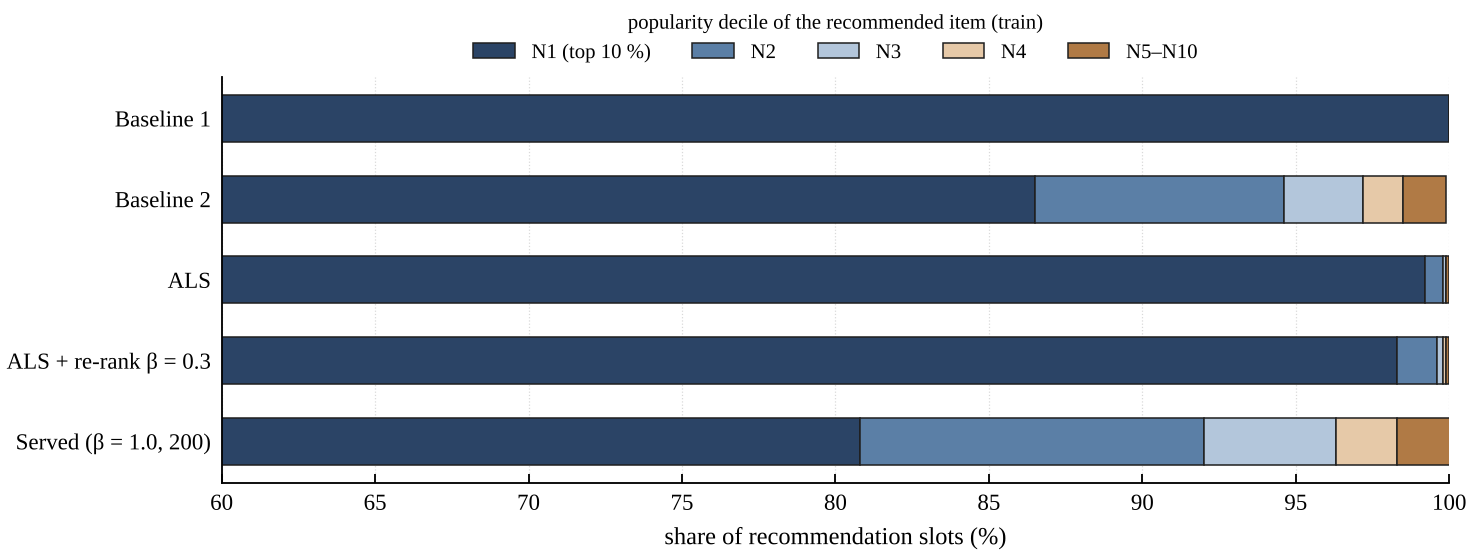 popularity decile of the recommended item (train)
N1 (top 10 %) N2 N3 N4 N5–N10
Baseline 1
Baseline 2
ALS
ALS + re-rank β = 0.3
Served (β = 1.0, 200)
60 65 70 75 80 85 90 95 100
share of recommendation slots (%)